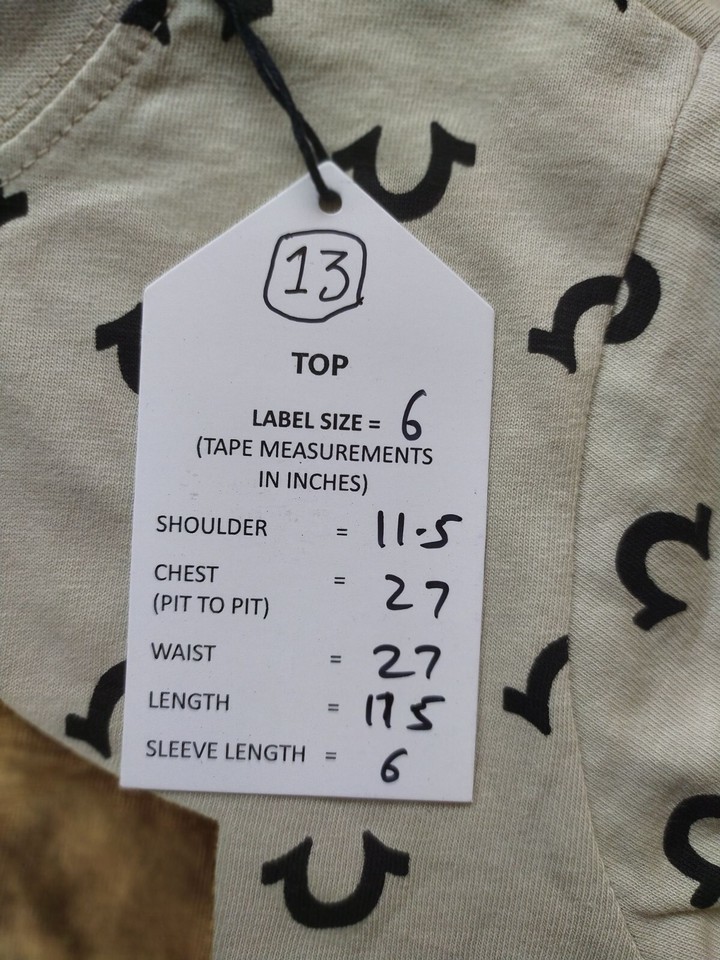 13
TOP
LABEL SIZE = 6
(TAPE MEASUREMENTS
IN INCHES)
SHOULDER = 11.5
CHEST = 27
(PIT TO PIT)
WAIST = 27
LENGTH = 17 5
SLEEVE LENGTH = 6